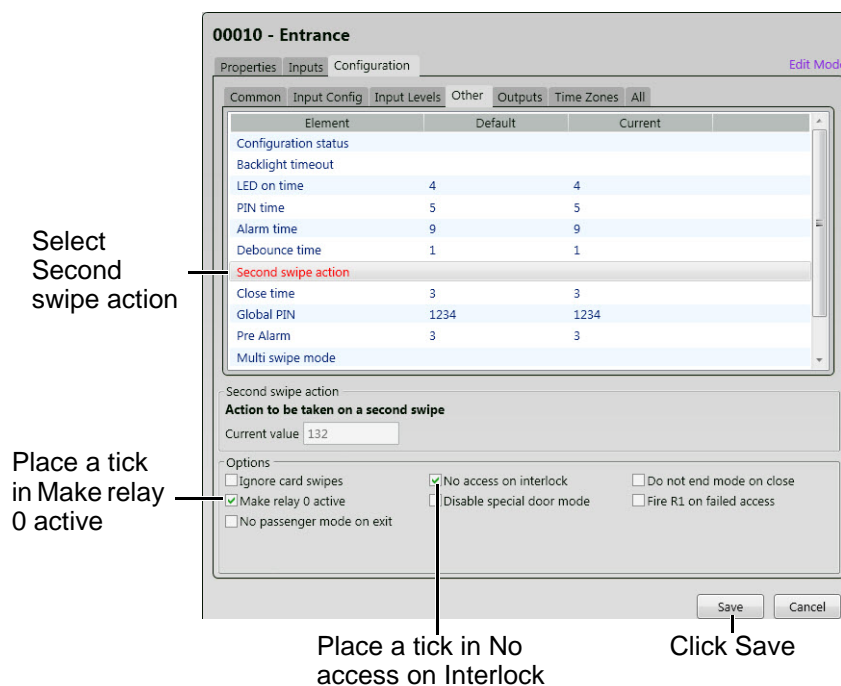 00010 - Entrance
Properties Inputs Configuration Edit Mode
Common Input Config Input Levels Other Outputs Time Zones All
Element Default Current
Configuration status
Backlight timeout
LED on time 4 4
PIN time 5 5
Alarm time 9 9
Debounce time 1 1
Second swipe action
Close time 3 3
Global PIN 1234 1234
Pre Alarm 3 3
Multi swipe mode
Select
Second
swipe action
Second swipe action
Action to be taken on a second swipe
Current value 132
Options
Ignore card swipes No access on interlock Do not end mode on close
Make relay 0 active Disable special door mode Fire R1 on failed access
No passenger mode on exit
Place a tick
in Make relay
0 active
Save Cancel
Place a tick in No
access on Interlock
Click Save